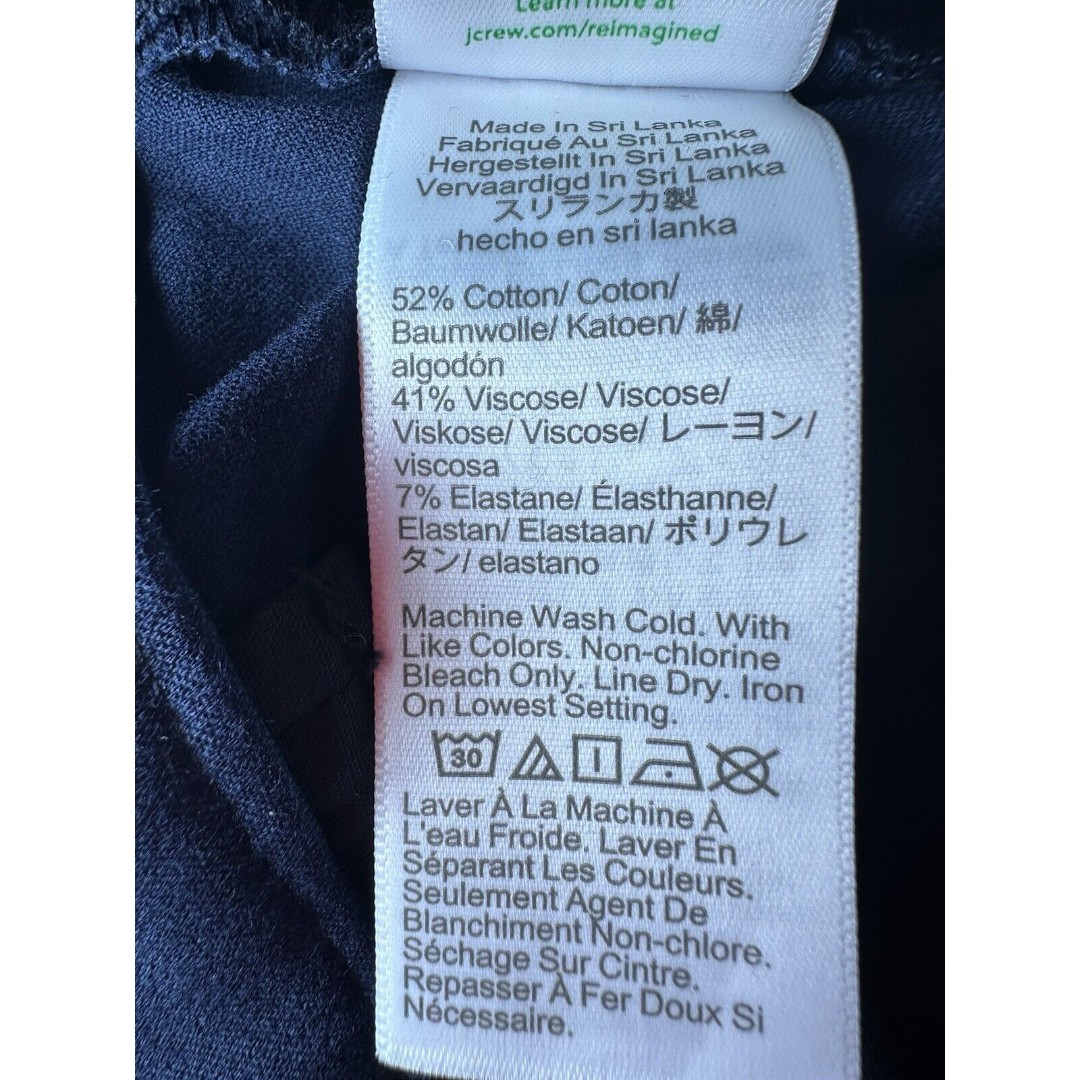 Learn more at
jcrew.com/reimagined
Made In Sri Lanka
Fabriqué Au Sri Lanka
Hergestellt In Sri Lanka
Vervaardigd In Sri Lanka
スリランカ製
hecho en sri lanka
52% Cotton/ Coton/
Baumwolle/ Katoen/ 綿/
algodón
41% Viscose/ Viscose/
Viskose/ Viscose/ レーヨン/
viscosa
7% Elastane/ Élasthanne/
Elastan/ Elastaan/ ポリウレ
タン/ elastano
Machine Wash Cold. With
Like Colors. Non-chlorine
Bleach Only. Line Dry. Iron
On Lowest Setting.
30
Laver À La Machine À
L'eau Froide. Laver En
Séparant Les Couleurs.
Seulement Agent De
Blanchiment Non-chlore.
Séchage Sur Cintre.
Repasser À Fer Doux Si
Nécessaire.